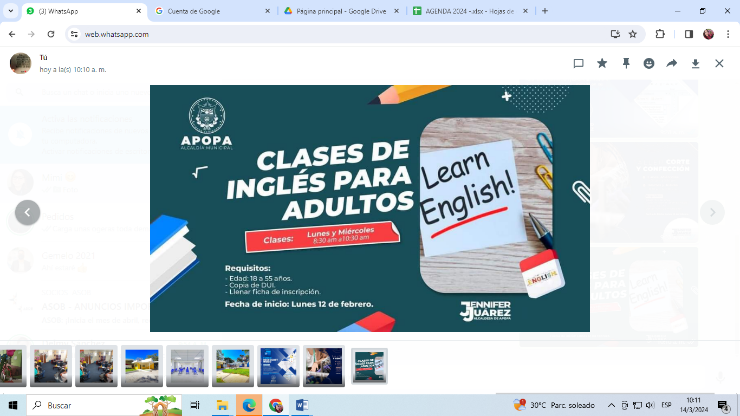 (3) WhatsApp
Cuenta de Google
Página principal - Google Drive
AGENDA 2024 -.xlsx - Hojas de
web.whatsapp.com
Tú
hoy a la(s) 10:10 a. m.
APOPA
ALCALDÍA MUNICIPAL
CLASES DE
INGLÉS PARA
ADULTOS
Learn
English!
Clases:
Lunes y Miércoles
8:30 am a 10:30 am
ENGLISH
Requisitos:
- Edad: 18 a 55 años.
- Copia de DUI.
- Llenar ficha de inscripción.
Fecha de inicio: Lunes 12 de febrero.
JENNIFER
JUÁREZ
ALCALDESA DE APOPA
Buscar
30°C Parc. soleado
ESP
10:11
14/3/2024
4